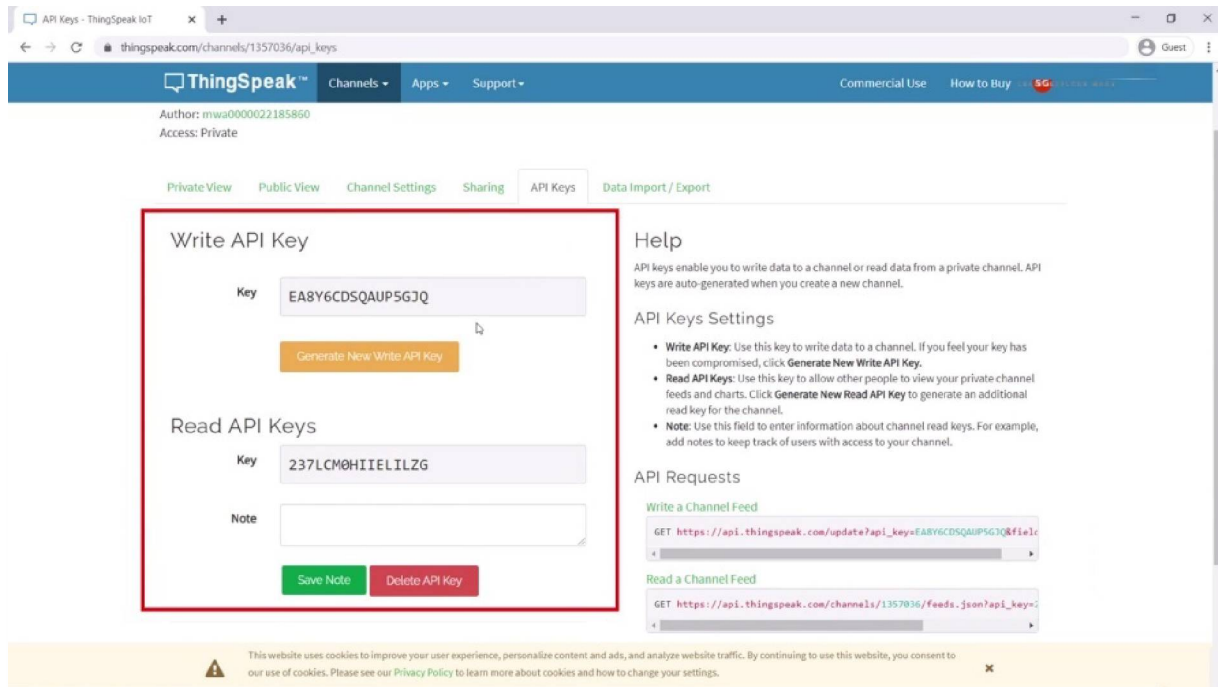 API Keys - ThingSpeak IoT
thingspeak.com/channels/1357036/api_keys
Guest
ThingSpeak™
Channels
Apps
Support
Commercial Use
How to Buy
5G
Author: mwa0000022185860
Access: Private
Private View
Public View
Channel Settings
Sharing
API Keys
Data Import / Export
Write API Key
Key
EA8Y6CDSQAUP5GJQ
Generate New Write API Key
Read API Keys
Key
237LCM0HIIELILZG
Note
Save Note
Delete API Key
Help
API keys enable you to write data to a channel or read data from a private channel. API
keys are auto-generated when you create a new channel.
API Keys Settings
• Write API Key: Use this key to write data to a channel. If you feel your key has
been compromised, click Generate New Write API Key.
• Read API Keys: Use this key to allow other people to view your private channel
feeds and charts. Click Generate New Read API Key to generate an additional
read key for the channel.
• Note: Use this field to enter information about channel read keys. For example,
add notes to keep track of users with access to your channel.
API Requests
Write a Channel Feed
GET https://api.thingspeak.com/update?api_key=EA8Y6CDSQAUP5GJQ&fiel
Read a Channel Feed
GET https://api.thingspeak.com/channels/1357036/feeds.json?api_key=
This website uses cookies to improve your user experience, personalize content and ads, and analyze website traffic. By continuing to use this website, you consent to
our use of cookies. Please see our Privacy Policy to learn more about cookies and how to change your settings.